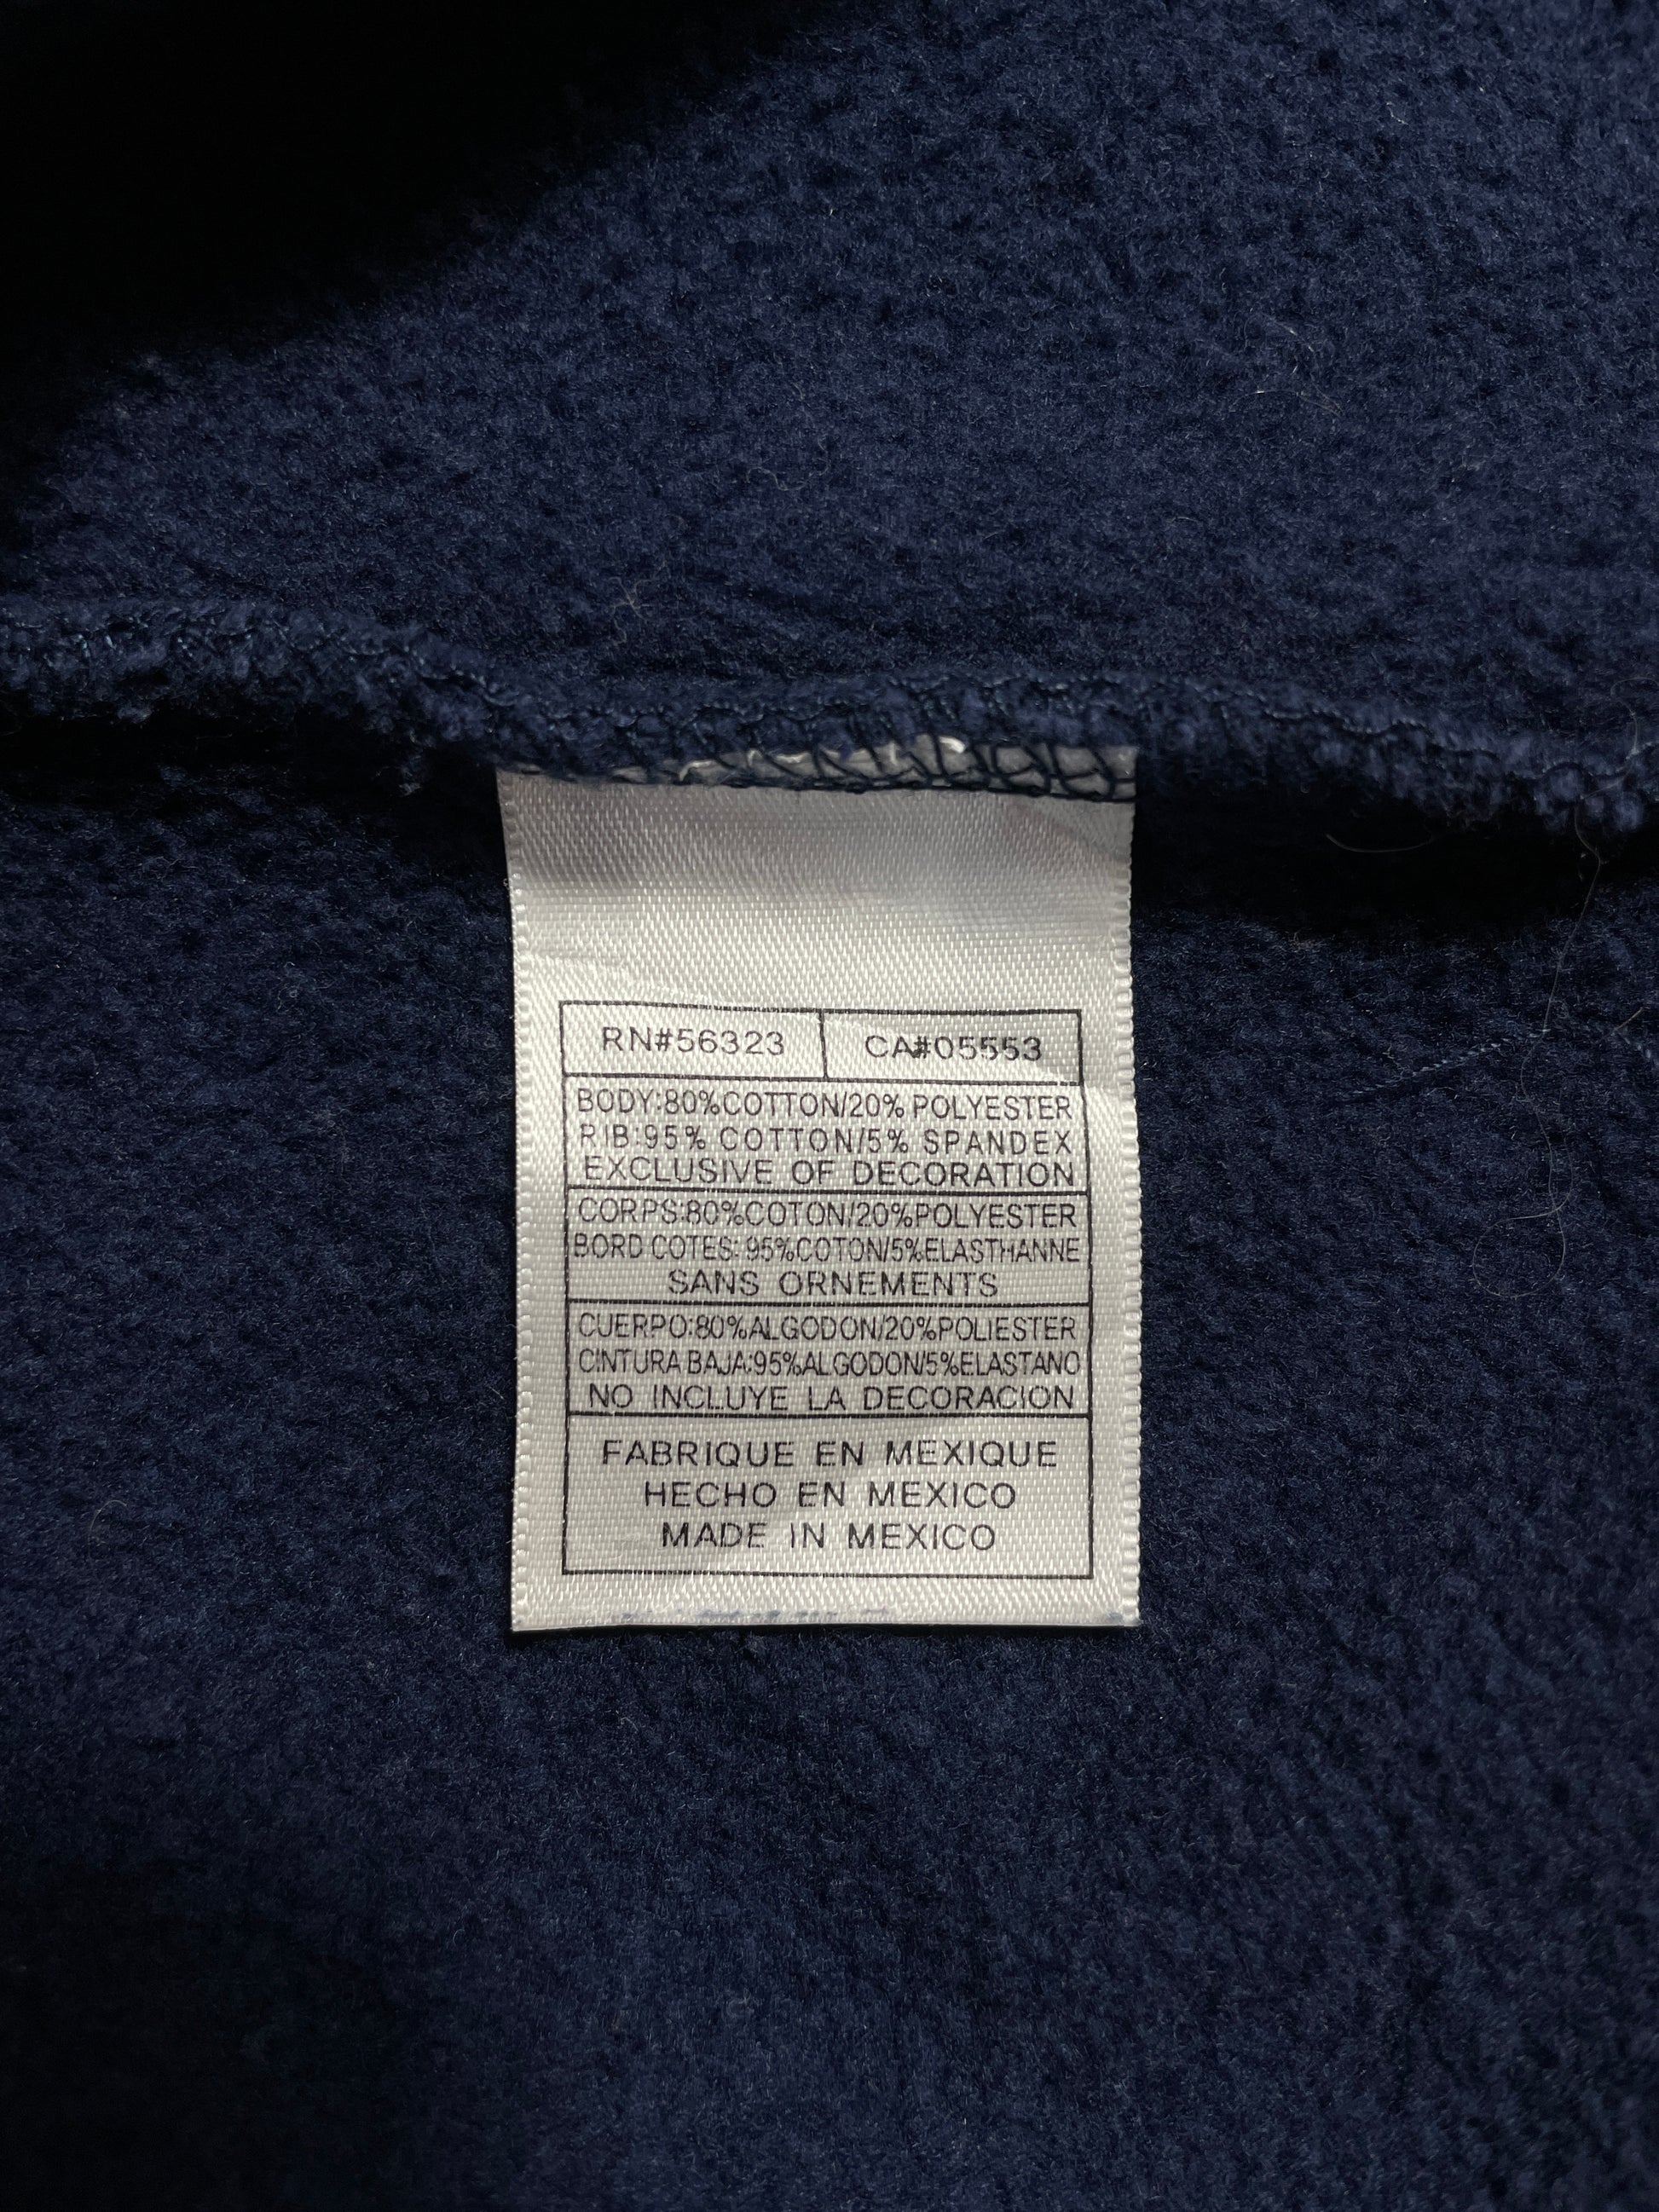 RN#56323 CA#05553
BODY:80%COTTON/20% POLYESTER
RIB:95% COTTON/5% SPANDEX
EXCLUSIVE OF DECORATION
CORPS:80%COTON/20%POLYESTER
BORD COTES: 95%COTON/5%ELASTHANNE
SANS ORNEMENTS
CUERPO:80%ALGODON/20%POLIESTER
CINTURA BAJA:95%ALGODON/5%ELASTANO
NO INCLUYE LA DECORACION
FABRIQUE EN MEXIQUE
HECHO EN MEXICO
MADE IN MEXICO